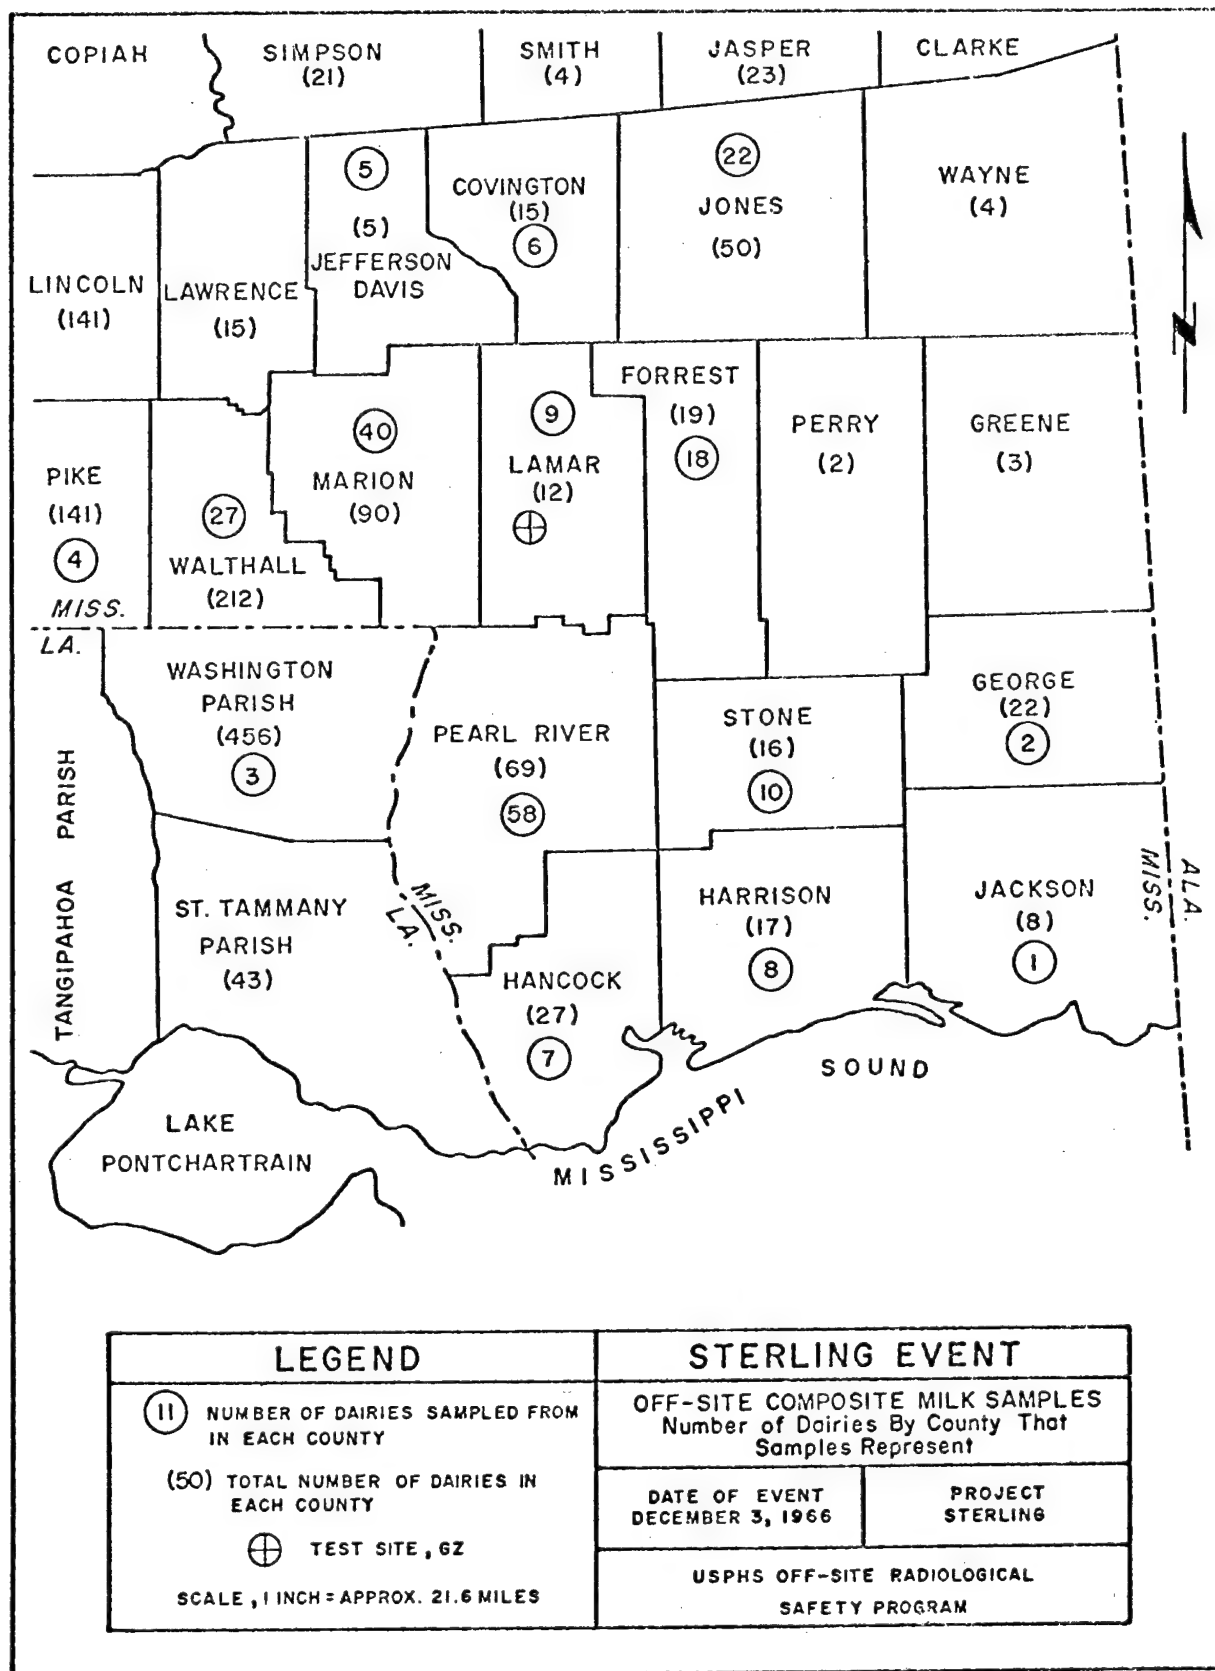 COPIAH
SIMPSON
(21)
SMITH
(4)
JASPER
(23)
CLARKE
5
(5)
JEFFERSON
DAVIS
COVINGTON
(15)
6
22
JONES
(50)
WAYNE
(4)
LINCOLN
(141)
LAWRENCE
(15)
FORREST
(19)
18
40
MARION
(90)
9
LAMAR
(12)
PERRY
(2)
GREENE
(3)
PIKE
(141)
4
27
WALTHALL
(212)
MISS.
LA.
WASHINGTON
PARISH
(456)
3
PEARL RIVER
(69)
58
STONE
(16)
10
GEORGE
(22)
2
TANGIPAHOA PARISH
ST. TAMMANY
PARISH
(43)
MISS.
LA.
HANCOCK
(27)
7
HARRISON
(17)
8
JACKSON
(8)
1
MISS.
ALA.
LAKE
PONTCHARTRAIN
MISSISSIPPI SOUND
N
LEGEND
11 NUMBER OF DAIRIES SAMPLED FROM
IN EACH COUNTY
(50) TOTAL NUMBER OF DAIRIES IN
EACH COUNTY
TEST SITE, GZ
SCALE, 1 INCH = APPROX. 21.6 MILES
STERLING EVENT
OFF-SITE COMPOSITE MILK SAMPLES
Number of Dairies By County That
Samples Represent
DATE OF EVENT
DECEMBER 3, 1966
PROJECT
STERLING
USPHS OFF-SITE RADIOLOGICAL
SAFETY PROGRAM